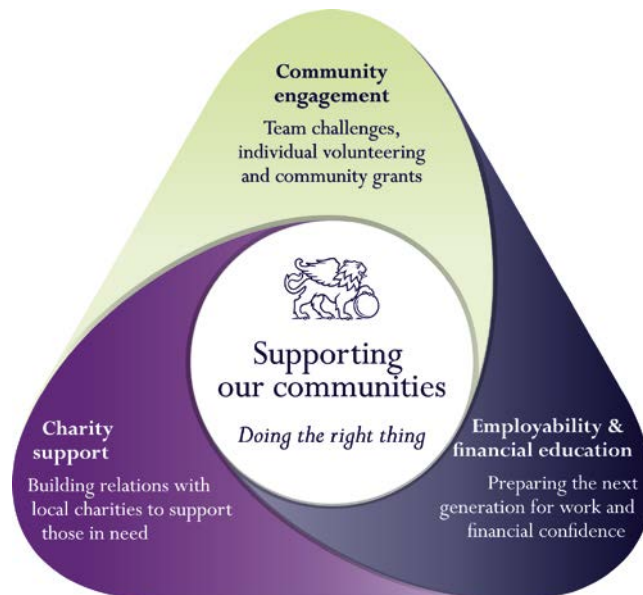 Community
engagement
Team challenges,
individual volunteering
and community grants
Supporting
our communities
Doing the right thing
Charity
support
Building relations with
local charities to support
those in need
Employability &
financial education
Preparing the next
generation for work and
financial confidence